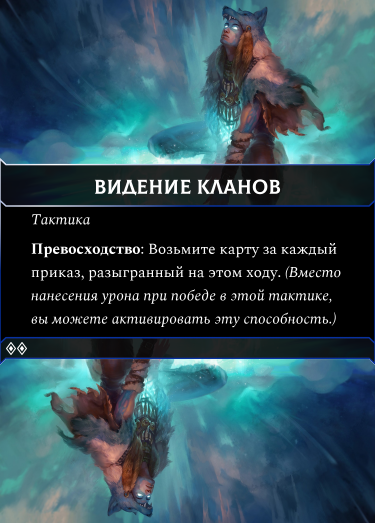 ВИДЕНИЕ КЛАНОВ
Тактика
Превосходство: Возьмите карту за каждый
приказ, разыгранный на этом ходу. (Вместо
нанесения урона при победе в этой тактике,
вы можете активировать эту способность.)